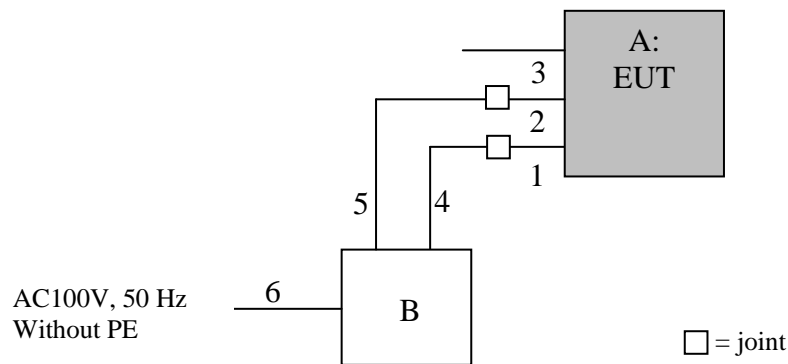 A:
EUT
3
2
1
5
4
6
AC100V, 50 Hz
Without PE
B
= joint